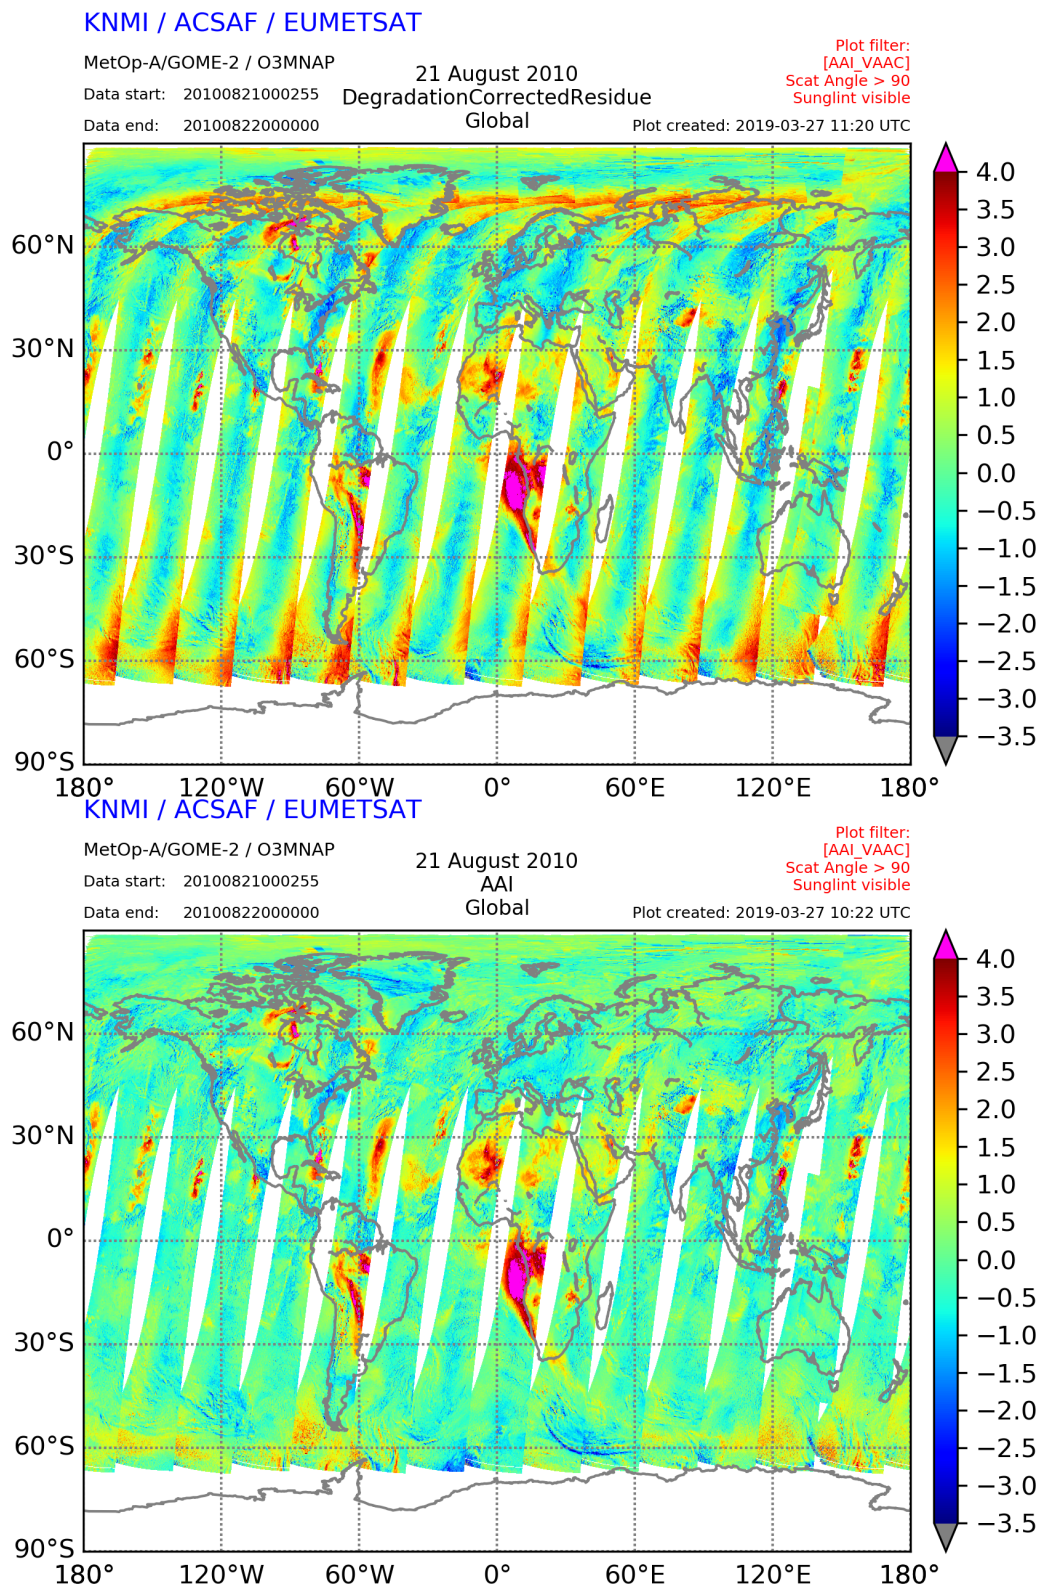 KNMI / ACSAF / EUMETSAT
MetOp-A/GOME-2 / O3MNAP
Data start: 20100821000255
Data end: 20100822000000
21 August 2010
DegradationCorrectedResidue
Global
Plot filter:
[AAI_VAAC]
Scat Angle > 90
Sunglint visible
Plot created: 2019-03-27 11:20 UTC
60°N
30°N
0°
30°S
60°S
90°S
180° 120°W 60°W 0° 60°E 120°E 180°
4.0
3.5
3.0
2.5
2.0
1.5
1.0
0.5
0.0
−0.5
−1.0
−1.5
−2.0
−2.5
−3.0
−3.5
KNMI / ACSAF / EUMETSAT
MetOp-A/GOME-2 / O3MNAP
Data start: 20100821000255
Data end: 20100822000000
21 August 2010
AAI
Global
Plot filter:
[AAI_VAAC]
Scat Angle > 90
Sunglint visible
Plot created: 2019-03-27 10:22 UTC
60°N
30°N
0°
30°S
60°S
90°S
180° 120°W 60°W 0° 60°E 120°E 180°
4.0
3.5
3.0
2.5
2.0
1.5
1.0
0.5
0.0
−0.5
−1.0
−1.5
−2.0
−2.5
−3.0
−3.5